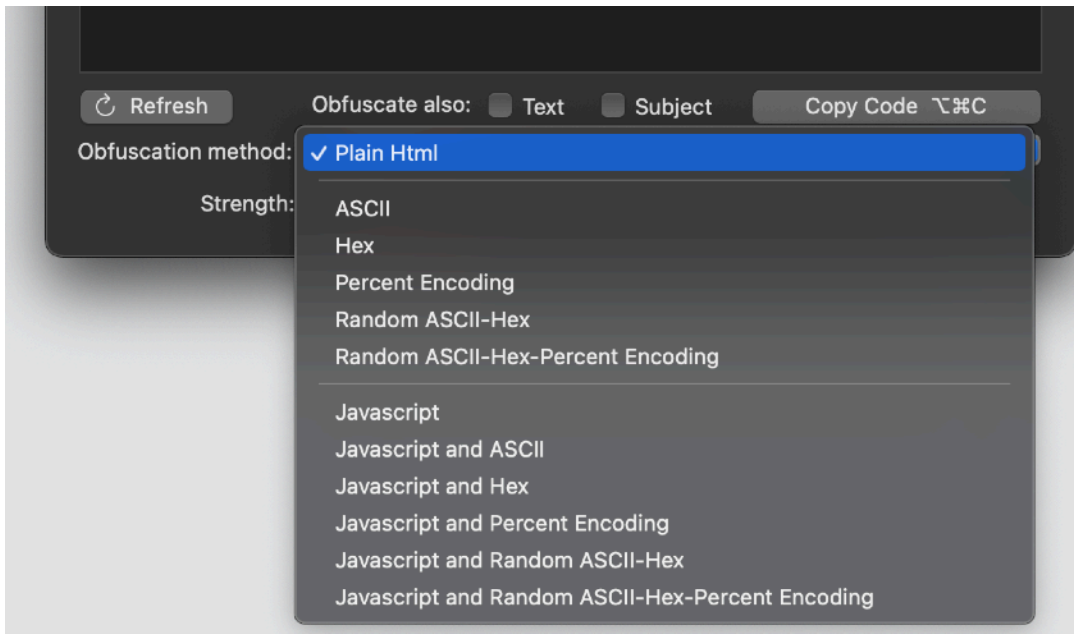 Refresh Obfuscate also: Text Subject Copy Code ⌥⌘C
Obfuscation method: ✓ Plain Html
Strength: ASCII
Hex
Percent Encoding
Random ASCII-Hex
Random ASCII-Hex-Percent Encoding
Javascript
Javascript and ASCII
Javascript and Hex
Javascript and Percent Encoding
Javascript and Random ASCII-Hex
Javascript and Random ASCII-Hex-Percent Encoding